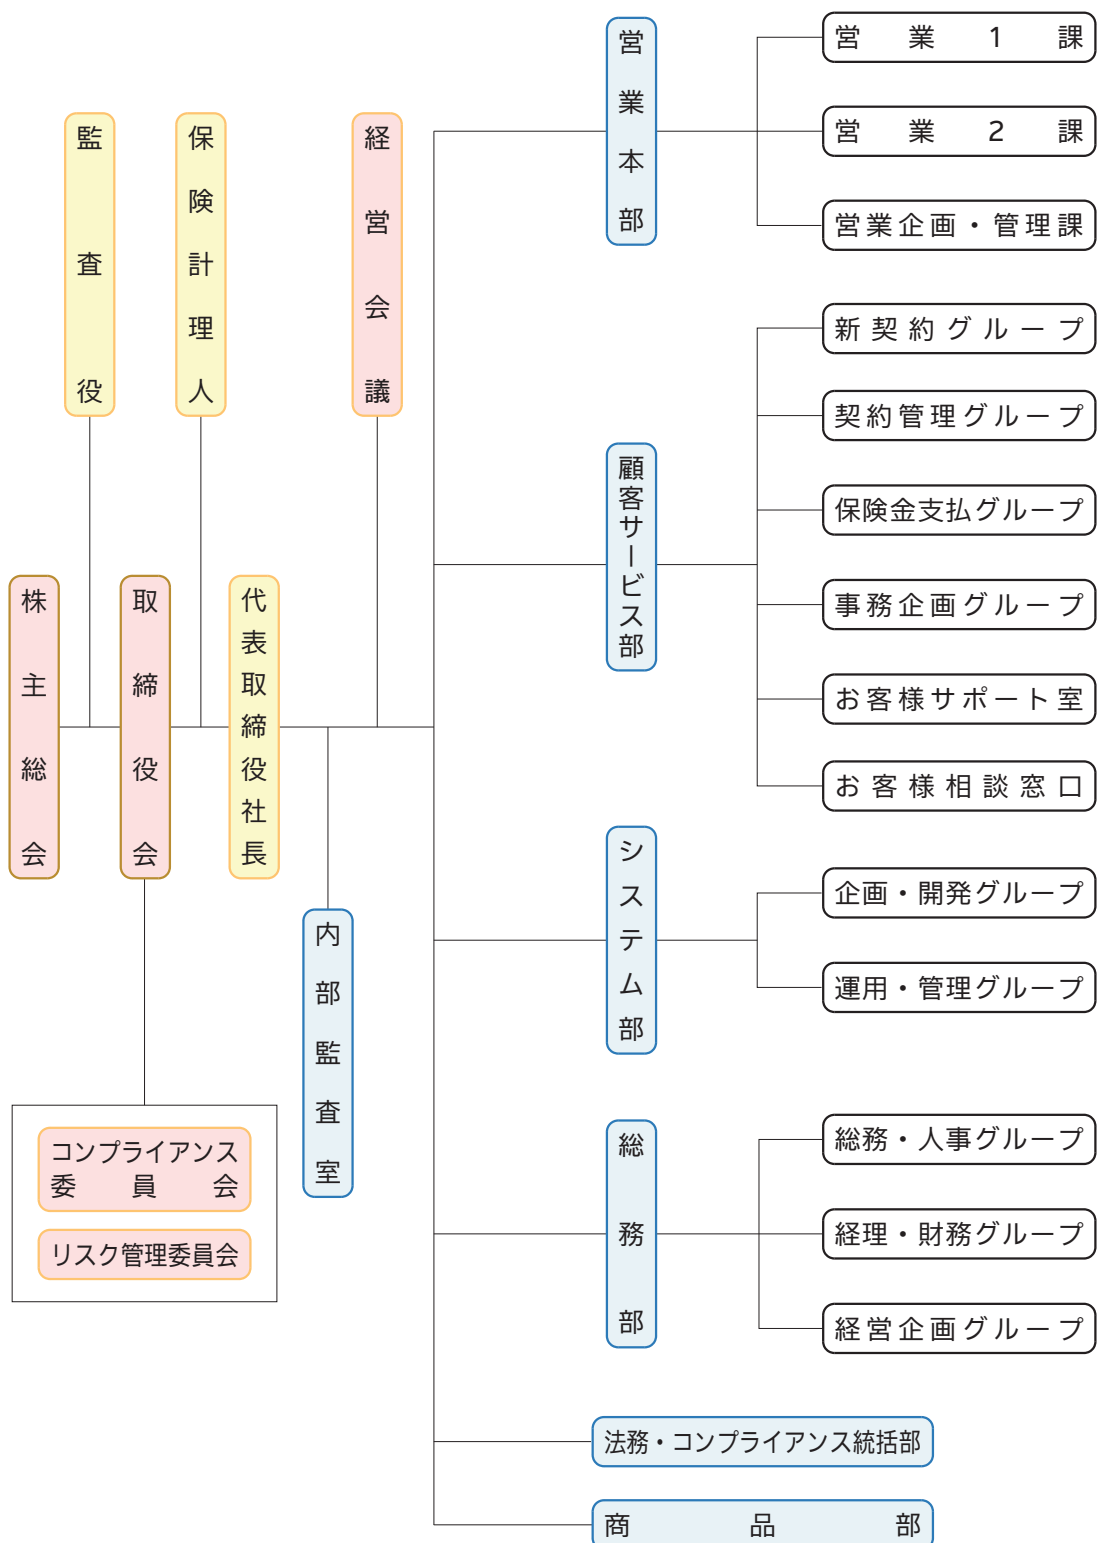 株主総会
監査役
取締役会
保険計理人
代表取締役社長
コンプライアンス
委員会
リスク管理委員会
内部監査室
経営会議
営業本部
営業1課
営業2課
営業企画・管理課
顧客サービス部
新契約グループ
契約管理グループ
保険金支払グループ
事務企画グループ
お客様サポート室
お客様相談窓口
システム部
企画・開発グループ
運用・管理グループ
総務部
総務・人事グループ
経理・財務グループ
経営企画グループ
法務・コンプライアンス統括部
商品部